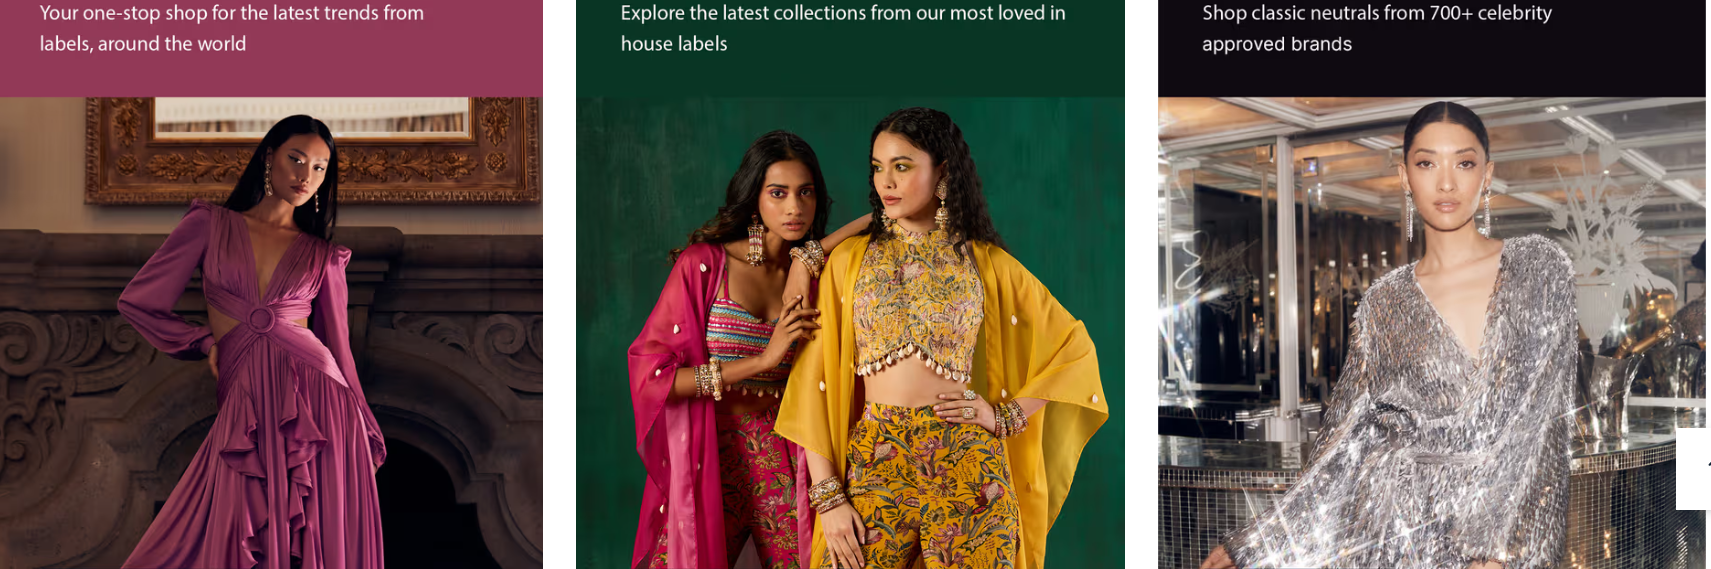 Your one-stop shop for the latest trends from
labels, around the world
Explore the latest collections from our most loved in
house labels
Shop classic neutrals from 700+ celebrity
approved brands